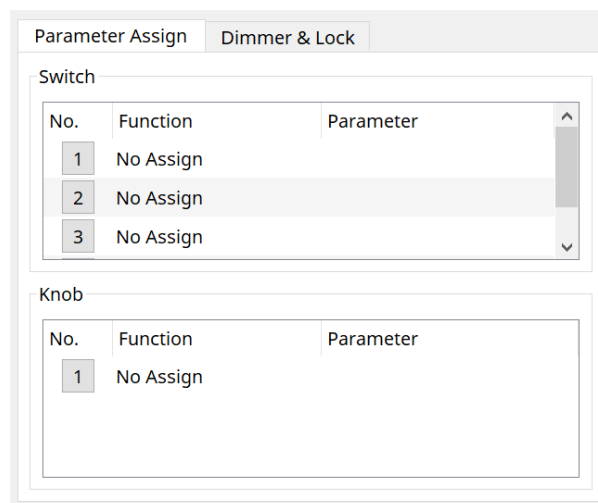 Parameter Assign Dimmer & Lock
Switch
No. Function Parameter
1 No Assign
2 No Assign
3 No Assign
Knob
No. Function Parameter
1 No Assign